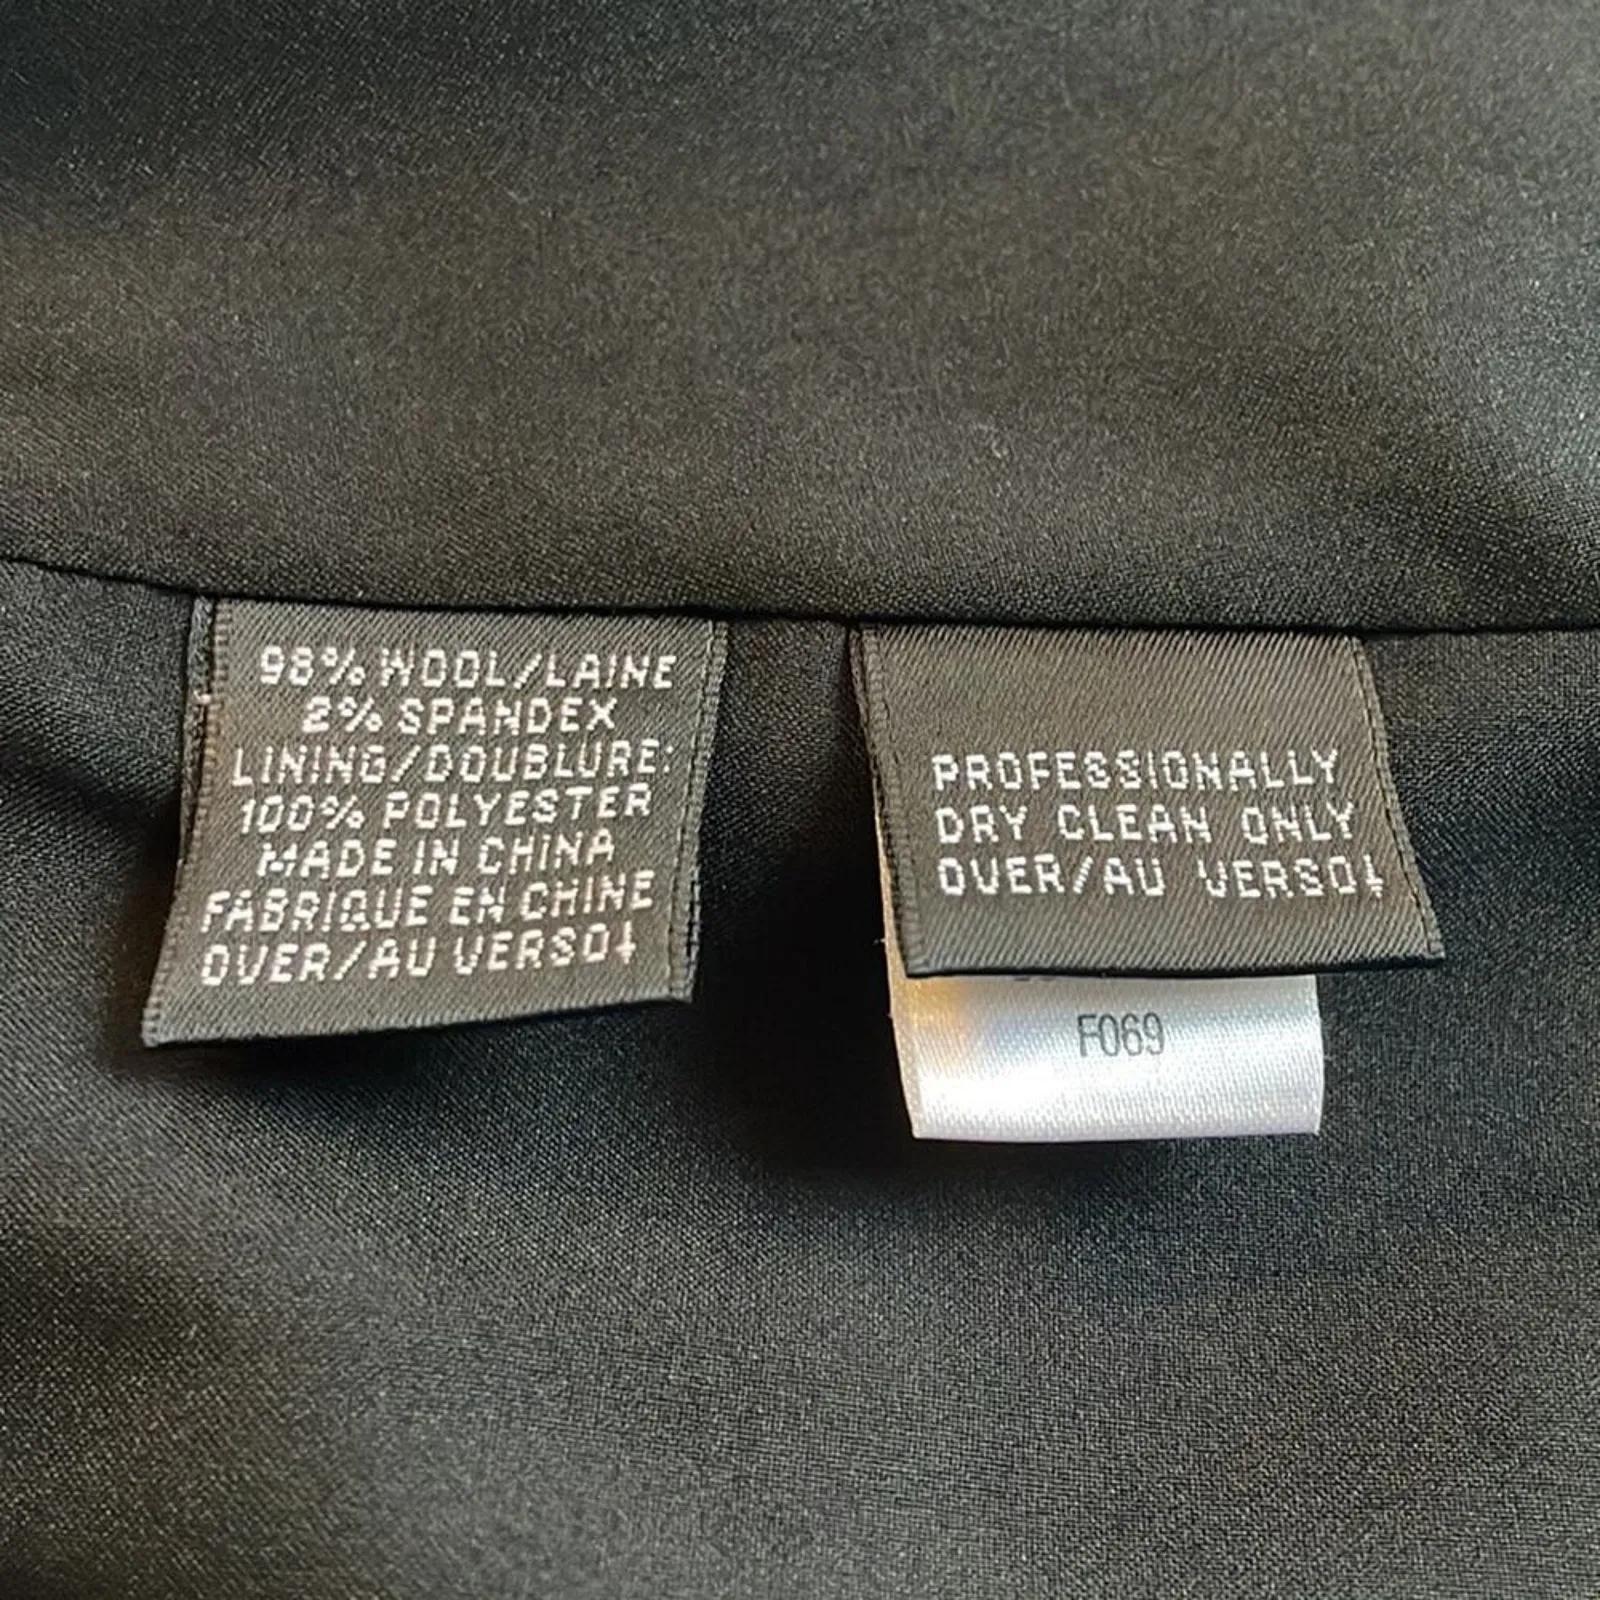 98% WOOL/LAINE
2% SPANDEX
LINING/DOUBLURE:
100% POLYESTER
MADE IN CHINA
FABRIQUE EN CHINE
OVER/AU VERSO↓
PROFESSIONALLY
DRY CLEAN ONLY
OVER/AU VERSO↓
F069